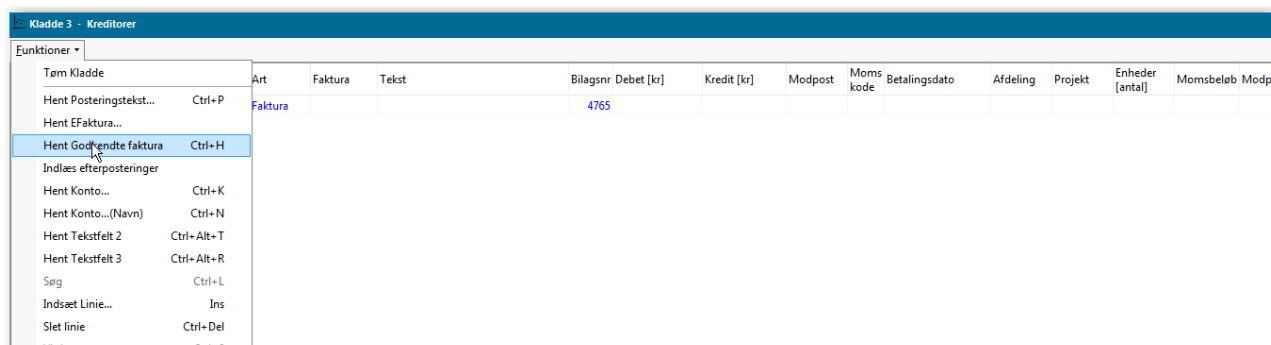 Kladde 3 - Kreditorer
Funktioner
Art Faktura Tekst Bilagsnr Debet [kr] Kredit [kr] Modpost Moms kode Betalingsdato Afdeling Projekt Enheder [antal] Momsbeløb Modp
Faktura 4765
Tøm Kladde
Hent Posteringstekst... Ctrl+P
Hent EFaktura...
Hent Godkendte faktura Ctrl+H
Indlæs efterposteringer
Hent Konto... Ctrl+K
Hent Konto...(Navn) Ctrl+N
Hent Tekstfelt 2 Ctrl+Alt+T
Hent Tekstfelt 3 Ctrl+Alt+R
Søg Ctrl+L
Indsæt Linie... Ins
Slet linie Ctrl+Del